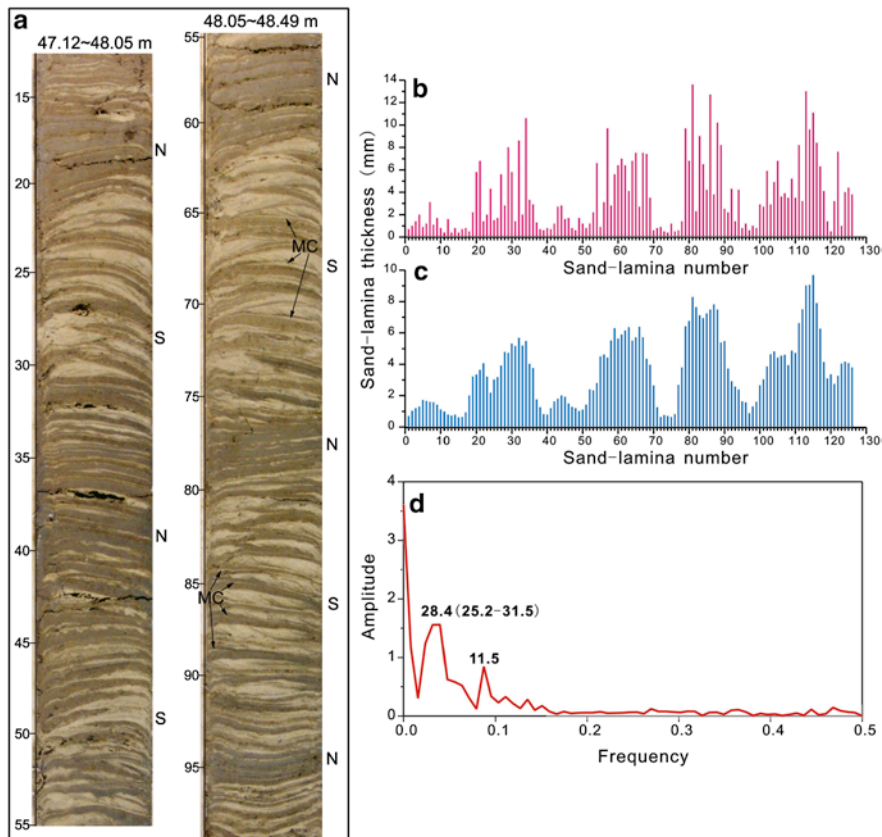 a
47.12~48.05 m
48.05~48.49 m
15
20
25
30
35
40
45
50
55
N
S
N
S
55
60
65
70
75
80
85
90
95
N
MC
S
N
MC
S
N
b
14
12
10
8
6
4
2
0
0 10 20 30 40 50 60 70 80 90 100 110 120 130
Sand-lamina number
Sand-lamina thickness (mm)
c
10
8
6
4
2
0
0 10 20 30 40 50 60 70 80 90 100 110 120 130
Sand-lamina number
d
4
3
2
1
0
Amplitude
28.4(25.2-31.5)
11.5
0.0 0.1 0.2 0.3 0.4 0.5
Frequency